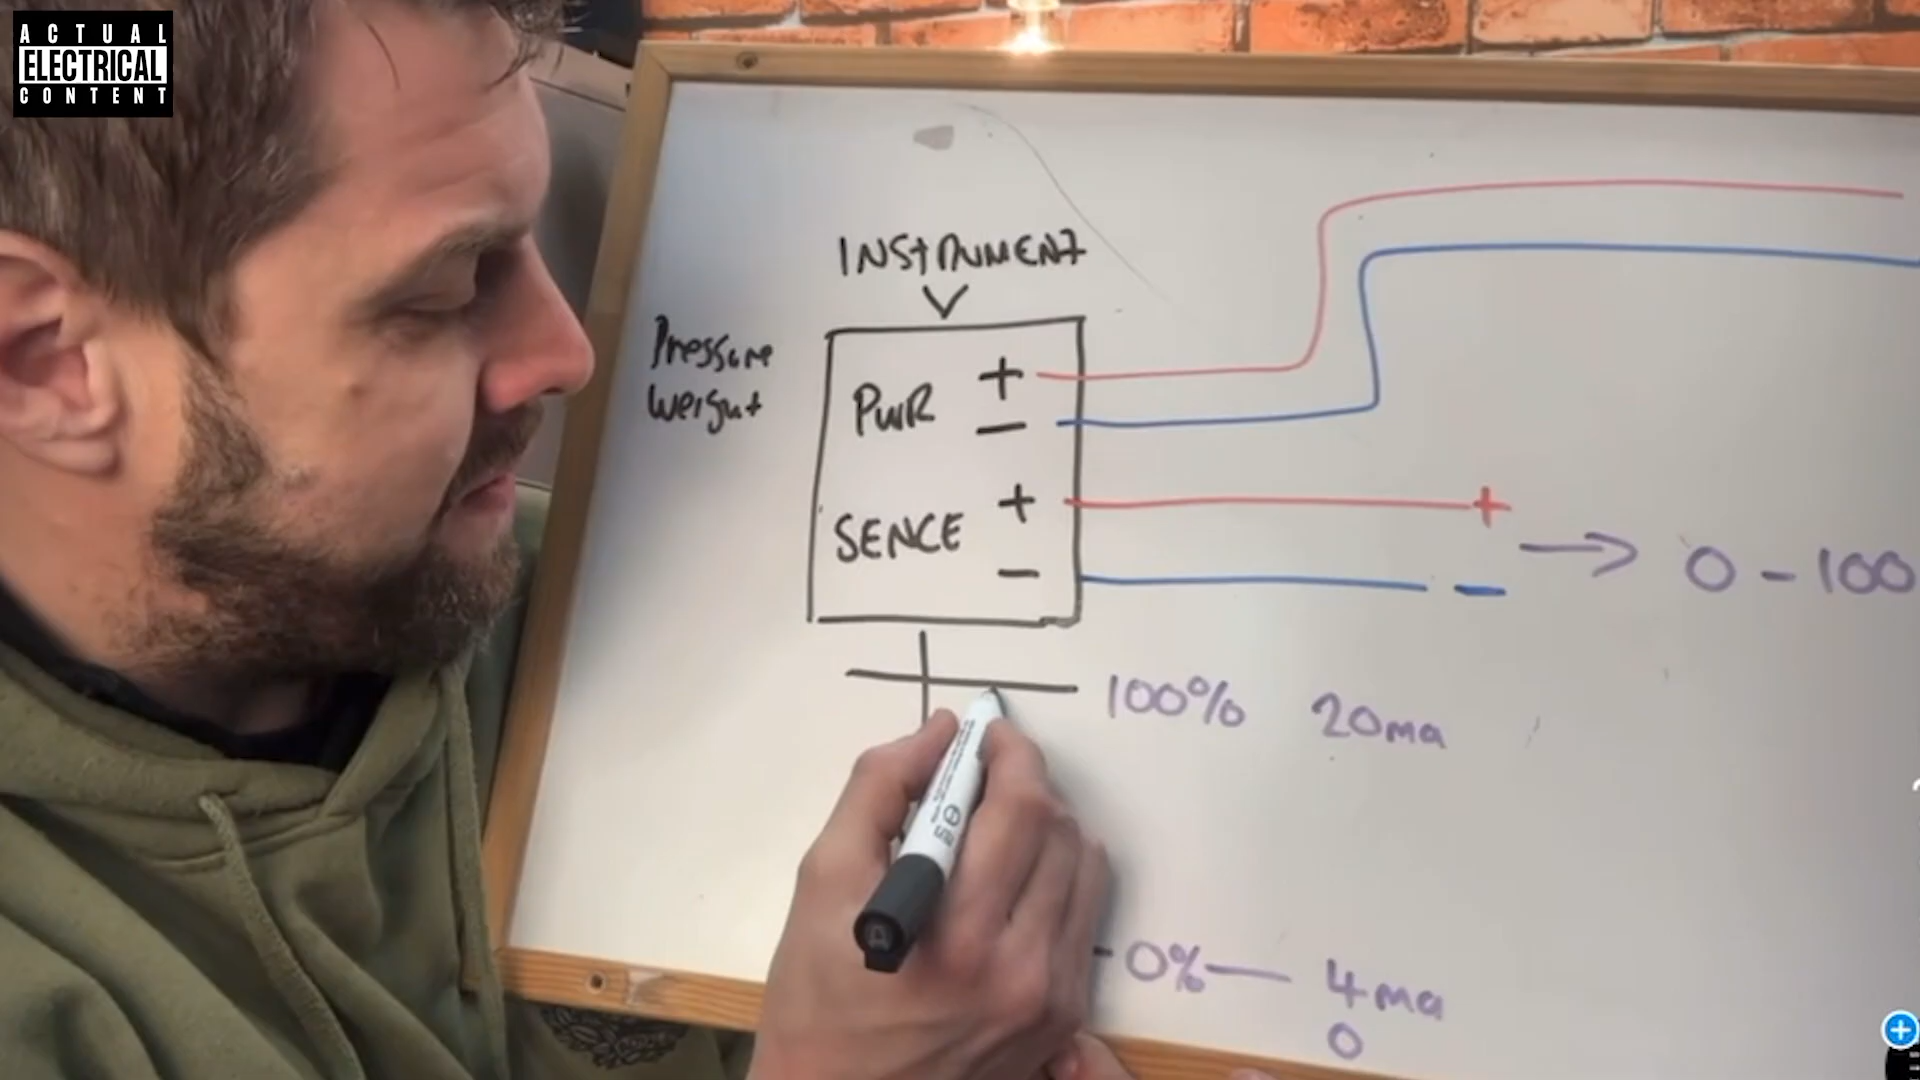 ACTUAL
ELECTRICAL
CONTENT
INSTRUMENT
Pressure
Weight
PWR +
-
SENCE +
-
+
-
→ 0-100
100% 20ma
-0%— 4ma
0